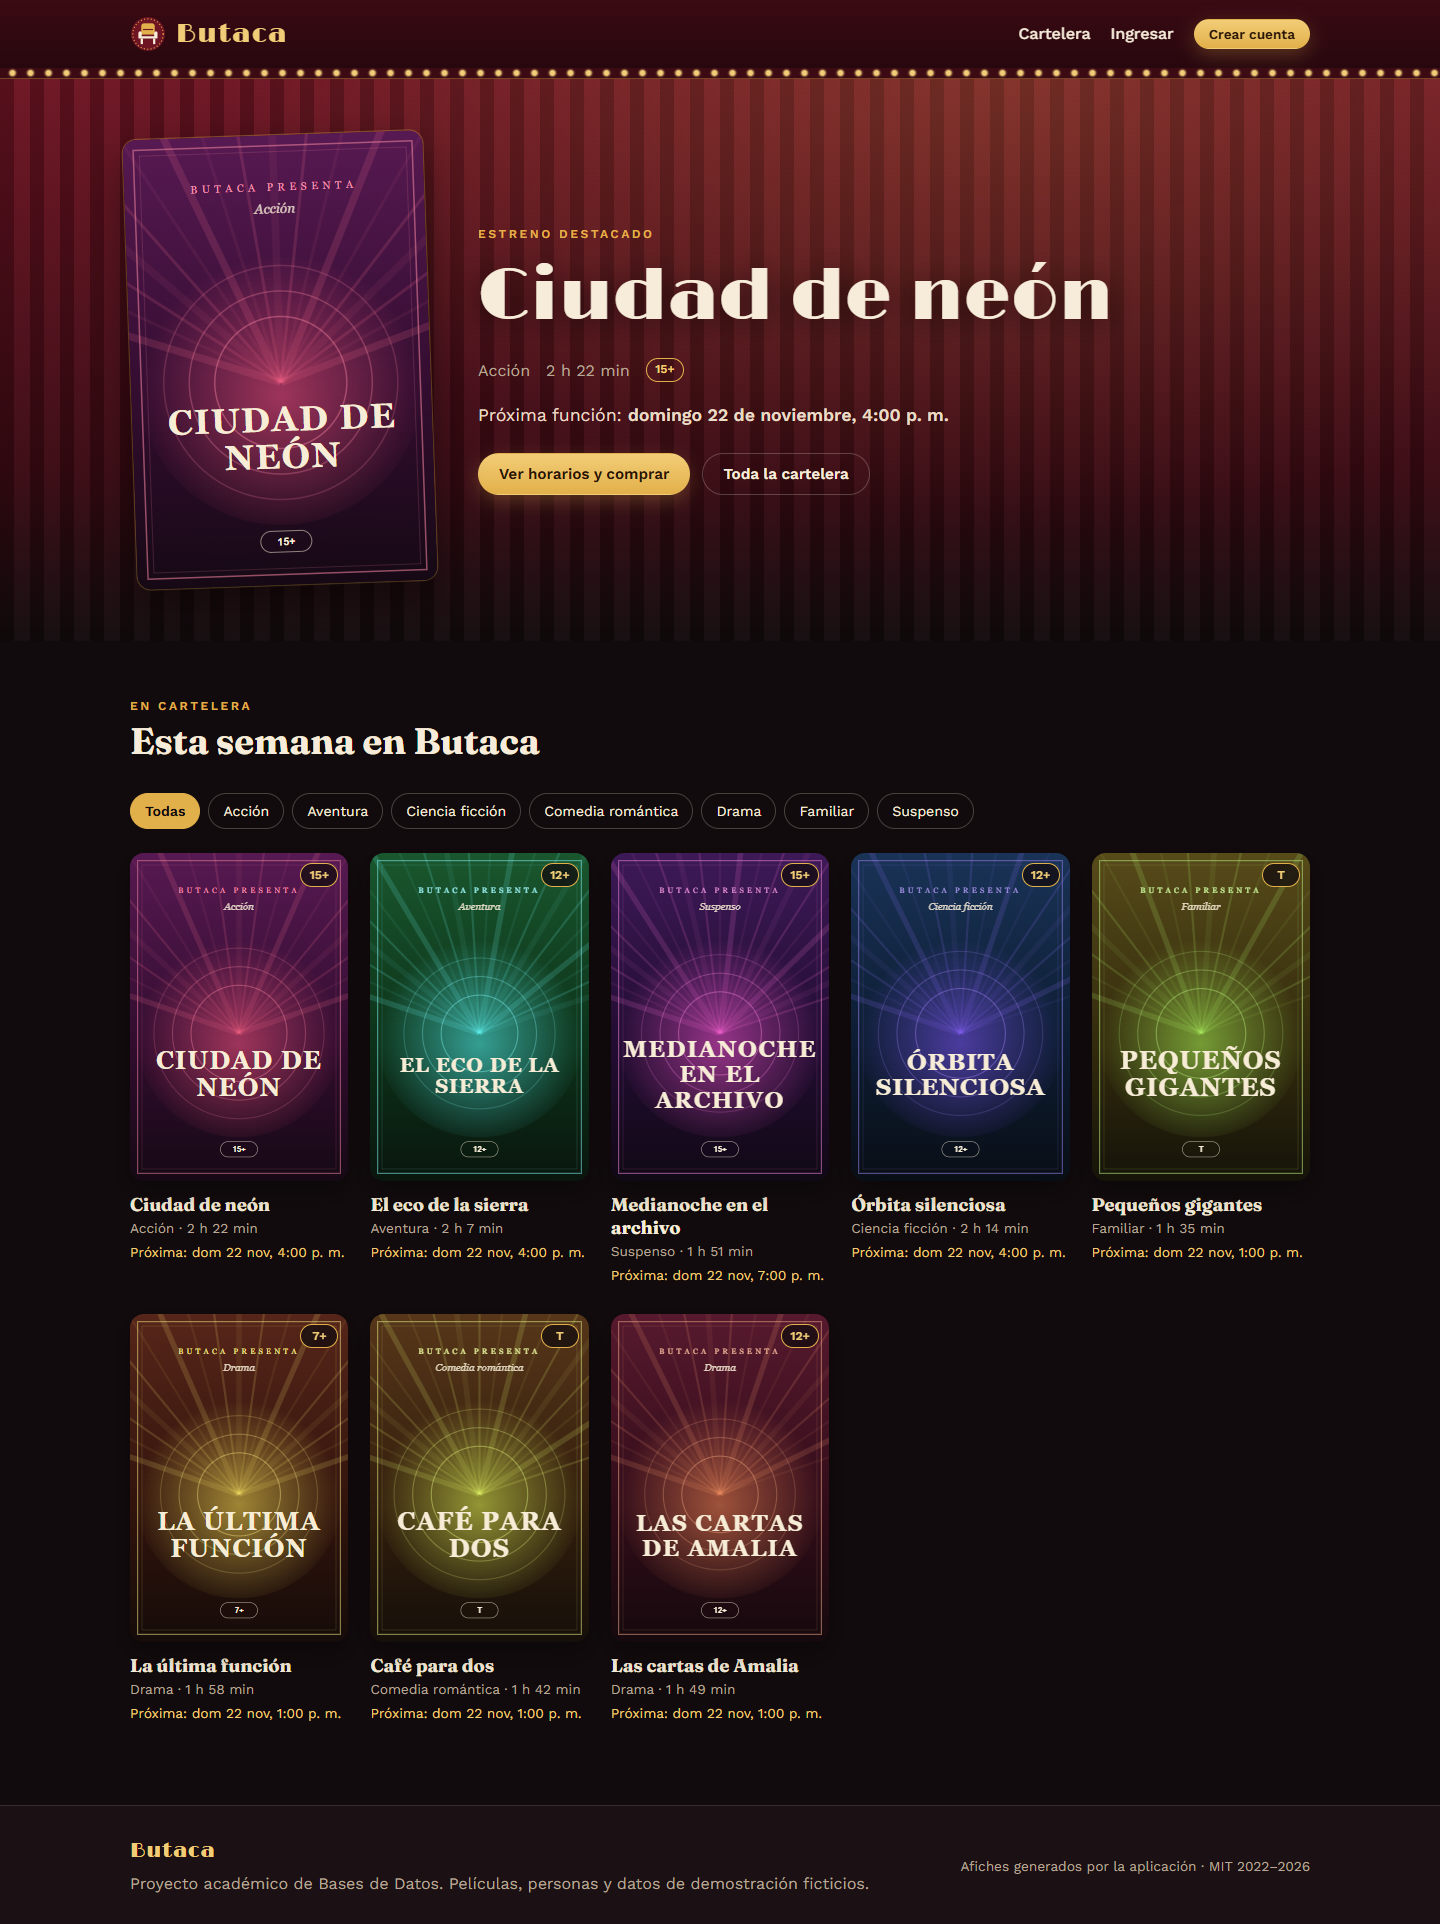 Butaca
Cartelera
Ingresar
Crear cuenta
BUTACA PRESENTA
Acción
CIUDAD DE
NEÓN
15+
ESTRENO DESTACADO
Ciudad de neón
Acción 2 h 22 min 15+
Próxima función: domingo 22 de noviembre, 4:00 p. m.
Ver horarios y comprar
Toda la cartelera
EN CARTELERA
Esta semana en Butaca
Todas
Acción
Aventura
Ciencia ficción
Comedia romántica
Drama
Familiar
Suspenso
15+
BUTACA PRESENTA
Acción
CIUDAD DE
NEÓN
15+
Ciudad de neón
Acción · 2 h 22 min
Próxima: dom 22 nov, 4:00 p. m.
12+
BUTACA PRESENTA
Aventura
EL ECO DE LA
SIERRA
12+
El eco de la sierra
Aventura · 2 h 7 min
Próxima: dom 22 nov, 4:00 p. m.
15+
BUTACA PRESENTA
Suspenso
MEDIANOCHE
EN EL
ARCHIVO
15+
Medianoche en el
archivo
Suspenso · 1 h 51 min
Próxima: dom 22 nov, 7:00 p. m.
12+
BUTACA PRESENTA
Ciencia ficción
ÓRBITA
SILENCIOSA
12+
Órbita silenciosa
Ciencia ficción · 2 h 14 min
Próxima: dom 22 nov, 4:00 p. m.
T
BUTACA PRESENTA
Familiar
PEQUEÑOS
GIGANTES
T
Pequeños gigantes
Familiar · 1 h 35 min
Próxima: dom 22 nov, 1:00 p. m.
7+
BUTACA PRESENTA
Drama
LA ÚLTIMA
FUNCIÓN
7+
La última función
Drama · 1 h 58 min
Próxima: dom 22 nov, 1:00 p. m.
T
BUTACA PRESENTA
Comedia romántica
CAFÉ PARA
DOS
T
Café para dos
Comedia romántica · 1 h 42 min
Próxima: dom 22 nov, 1:00 p. m.
12+
BUTACA PRESENTA
Drama
LAS CARTAS
DE AMALIA
12+
Las cartas de Amalia
Drama · 1 h 49 min
Próxima: dom 22 nov, 1:00 p. m.
Butaca
Proyecto académico de Bases de Datos. Películas, personas y datos de demostración ficticios.
Afiches generados por la aplicación · MIT 2022–2026